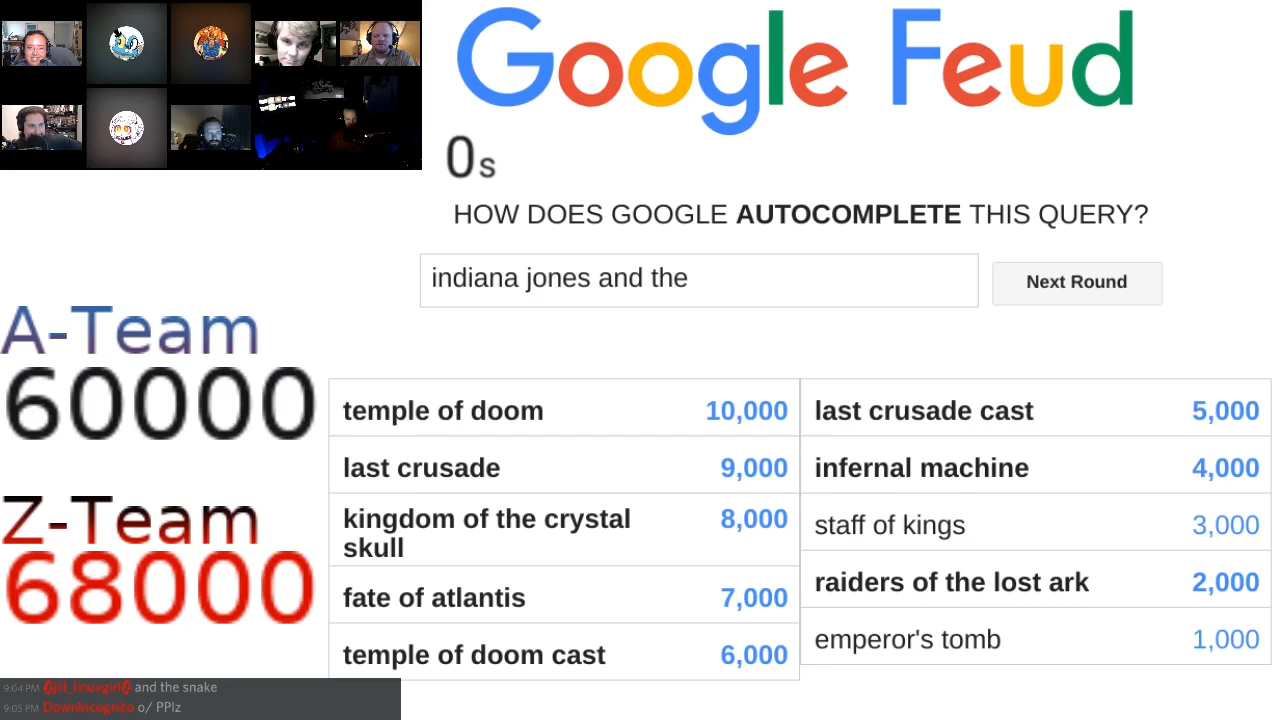 Google Feud
0s
HOW DOES GOOGLE AUTOCOMPLETE THIS QUERY?
indiana jones and the
Next Round
A-Team
60000
Z-Team
68000
temple of doom 10,000
last crusade 9,000
kingdom of the crystal
skull 8,000
fate of atlantis 7,000
temple of doom cast 6,000
last crusade cast 5,000
infernal machine 4,000
staff of kings 3,000
raiders of the lost ark 2,000
emperor's tomb 1,000
9:04 PM and the snake
9:05 PM DownIncognito o/ PPlz